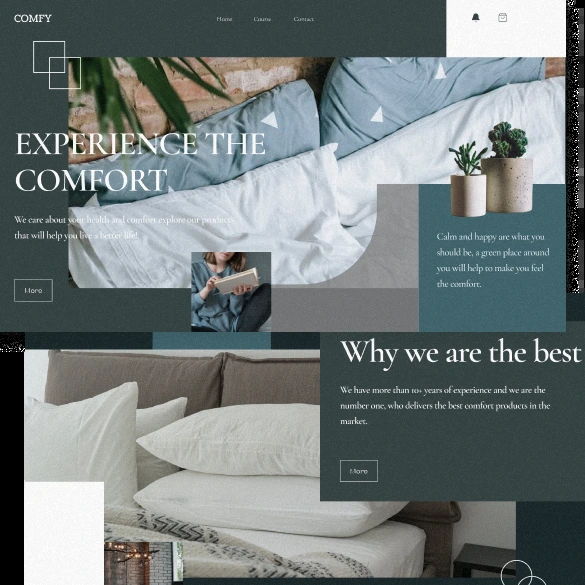 COMFY
Home Course Contact
EXPERIENCE THE
COMFORT
We care about your health and comfort explore our products
that will help you live a better life!
More
Calm and happy are what you
should be, a green place around
you will help to make you feel
the comfort.
Why we are the best
We have more than 10+ years of experience and we are the
number one, who delivers the best comfort products in the
market.
More